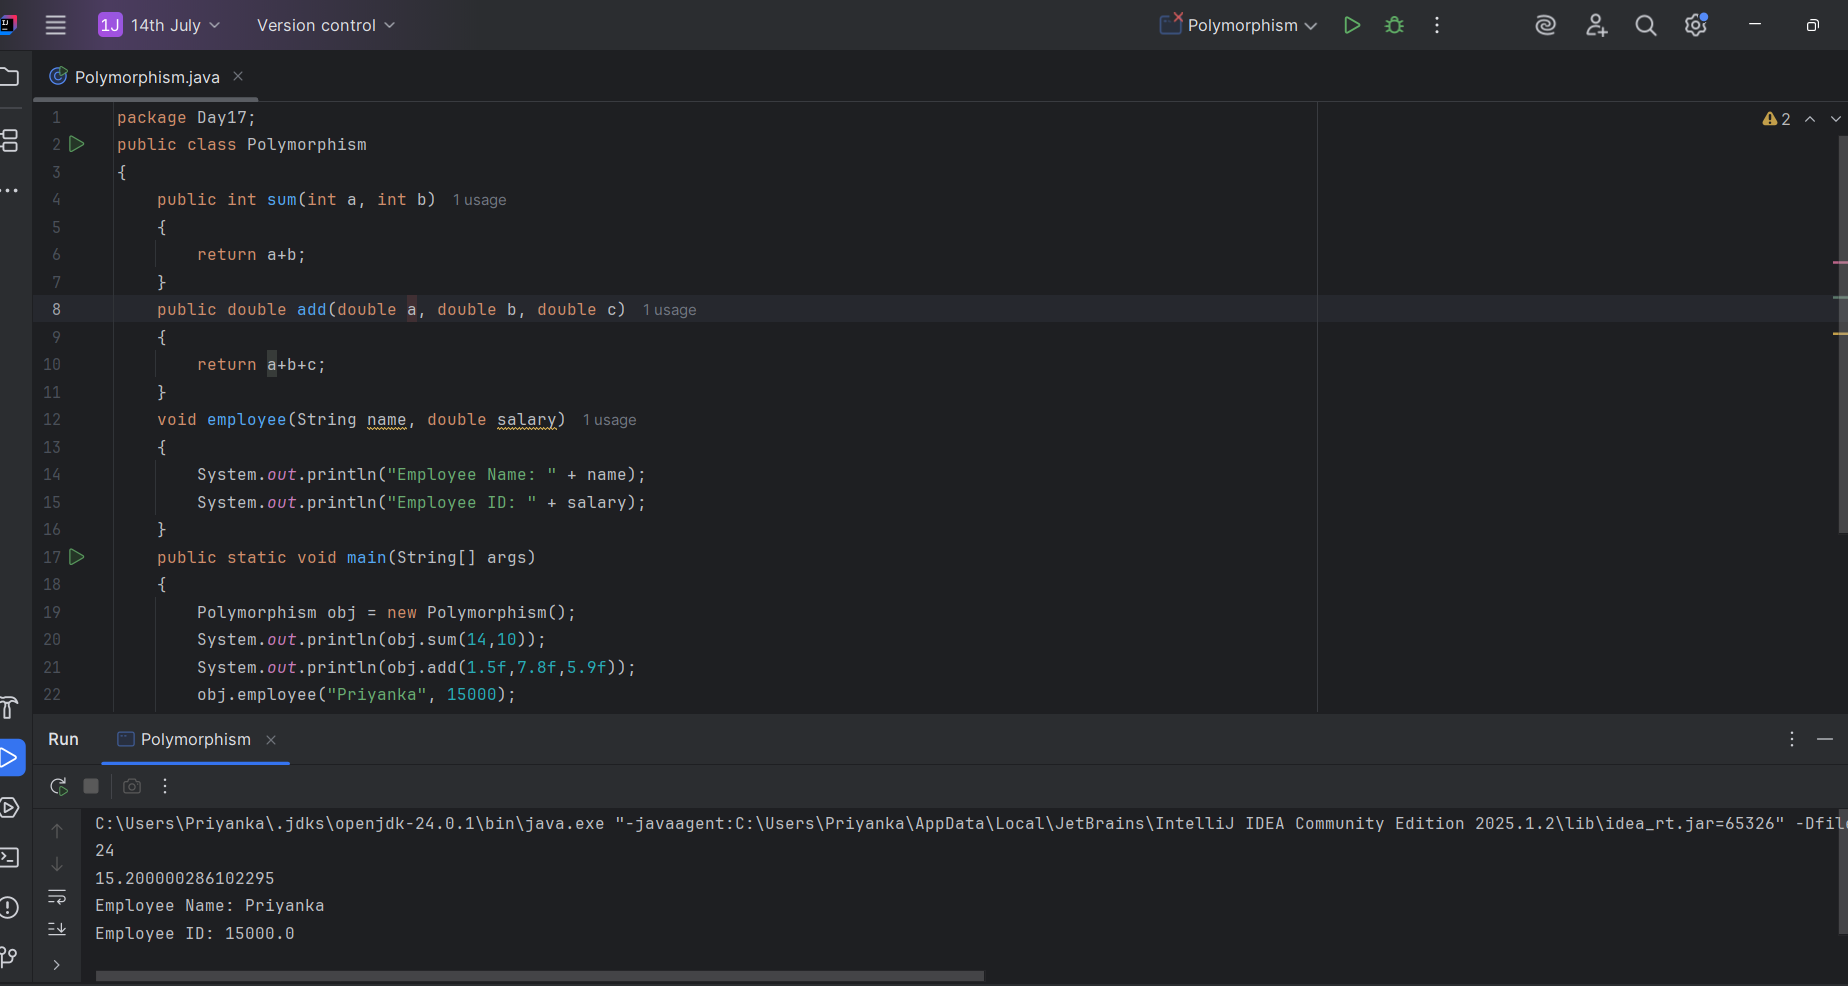 1J 14th July Version control Polymorphism
Polymorphism.java
1 package Day17;
2 public class Polymorphism
3 {
4 public int sum(int a, int b) 1 usage
5 {
6 return a+b;
7 }
8 public double add(double a, double b, double c) 1 usage
9 {
10 return a+b+c;
11 }
12 void employee(String name, double salary) 1 usage
13 {
14 System.out.println("Employee Name: " + name);
15 System.out.println("Employee ID: " + salary);
16 }
17 public static void main(String[] args)
18 {
19 Polymorphism obj = new Polymorphism();
20 System.out.println(obj.sum(14,10));
21 System.out.println(obj.add(1.5f,7.8f,5.9f));
22 obj.employee("Priyanka", 15000);
2
Run Polymorphism
C:\Users\Priyanka\.jdks\openjdk-24.0.1\bin\java.exe "-javaagent:C:\Users\Priyanka\AppData\Local\JetBrains\IntelliJ IDEA Community Edition 2025.1.2\lib\idea_rt.jar=65326" -Dfil
24
15.200000286102295
Employee Name: Priyanka
Employee ID: 15000.0